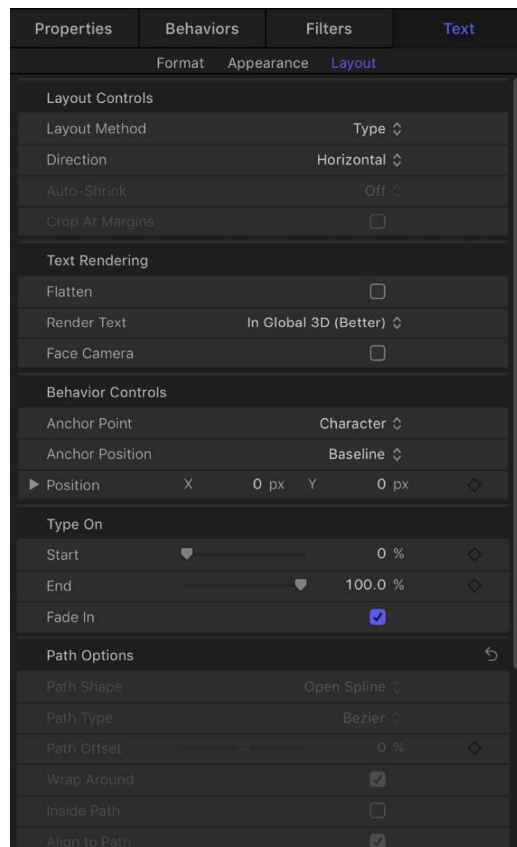 Properties Behaviors Filters Text
Format Appearance Layout
Layout Controls
Layout Method Type
Direction Horizontal
Auto-Shrink Off
Crop At Margins
Text Rendering
Flatten
Render Text In Global 3D (Better)
Face Camera
Behavior Controls
Anchor Point Character
Anchor Position Baseline
Position X 0 px Y 0 px
Type On
Start 0 %
End 100.0 %
Fade In
Path Options
Path Shape Open Spline
Path Type Bezier
Path Offset 0 %
Wrap Around
Inside Path
Align to Path